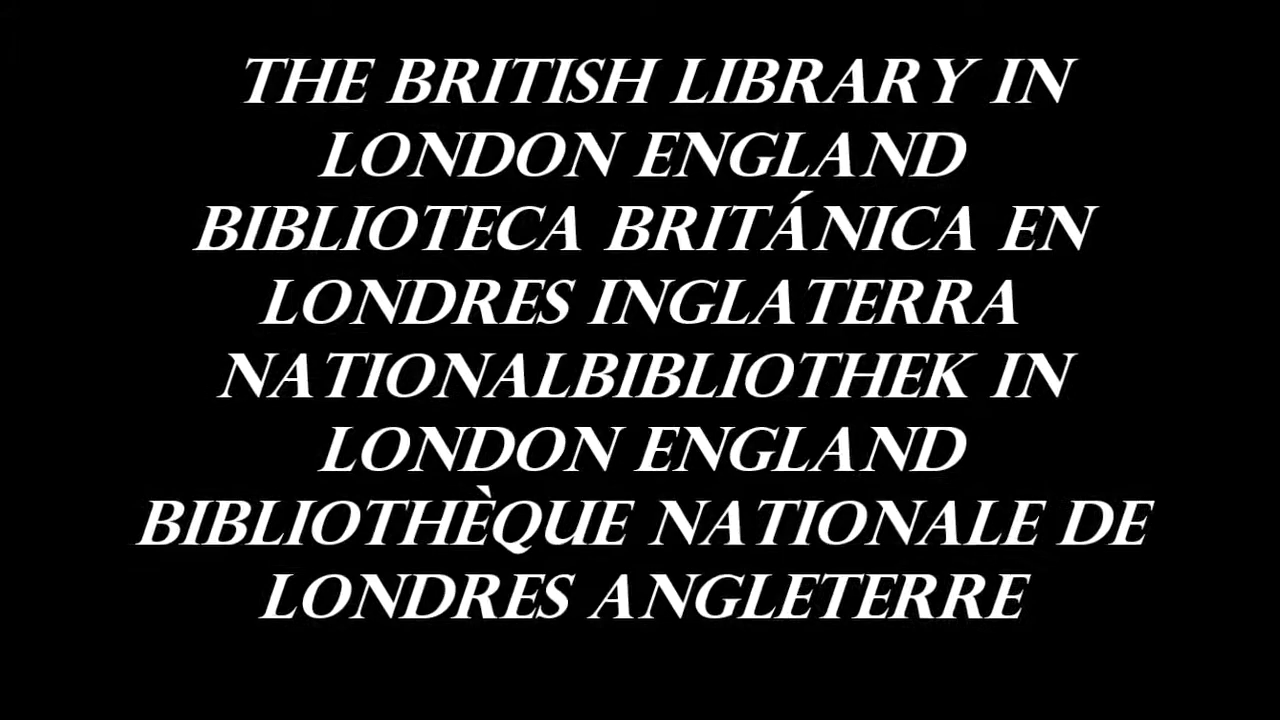 THE BRITISH LIBRARY IN
LONDON ENGLAND
BIBLIOTECA BRITÁNICA EN
LONDRES INGLATERRA
NATIONALBIBLIOTHEK IN
LONDON ENGLAND
BIBLIOTHÈQUE NATIONALE DE
LONDRES ANGLETERRE